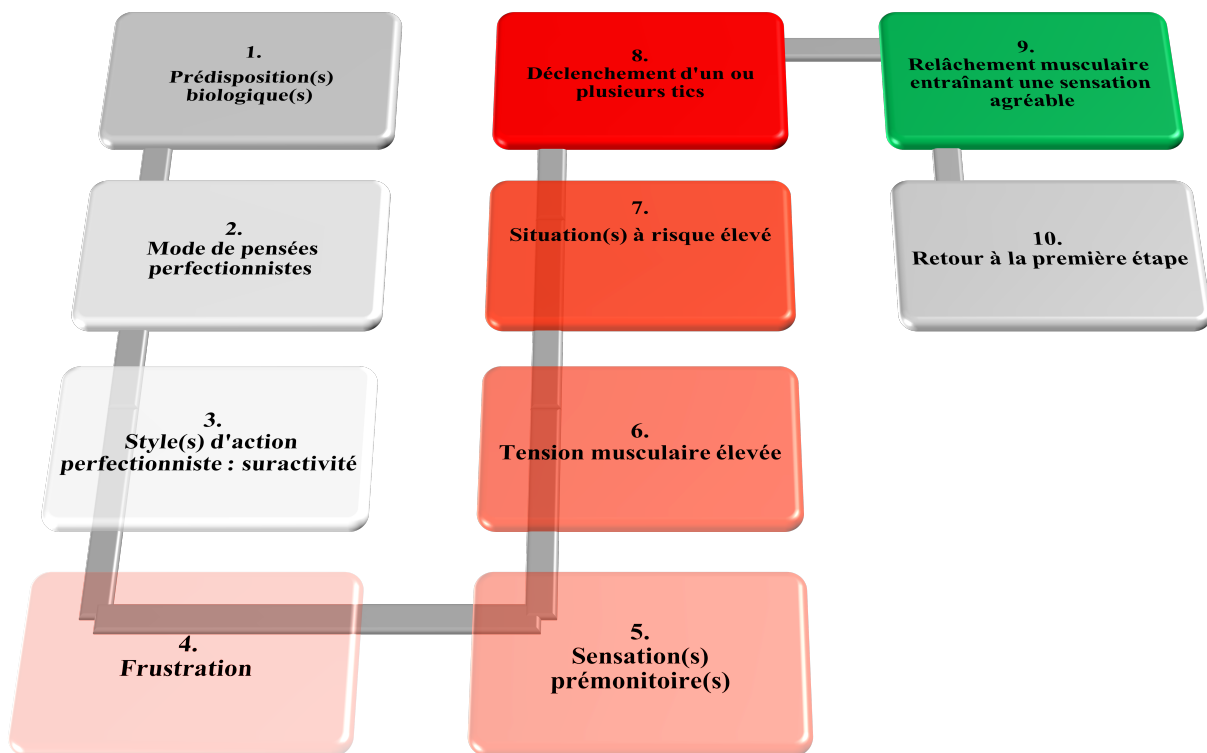 1.
Prédisposition(s)
biologique(s)
2.
Mode de pensées
perfectionnistes
3.
Style(s) d'action
perfectionniste : suractivité
4.
Frustration
5.
Sensation(s)
prémonitoire(s)
6.
Tension musculaire élevée
7.
Situation(s) à risque élevé
8.
Déclenchement d'un ou
plusieurs tics
9.
Relâchement musculaire
entraînant une sensation
agréable
10.
Retour à la première étape